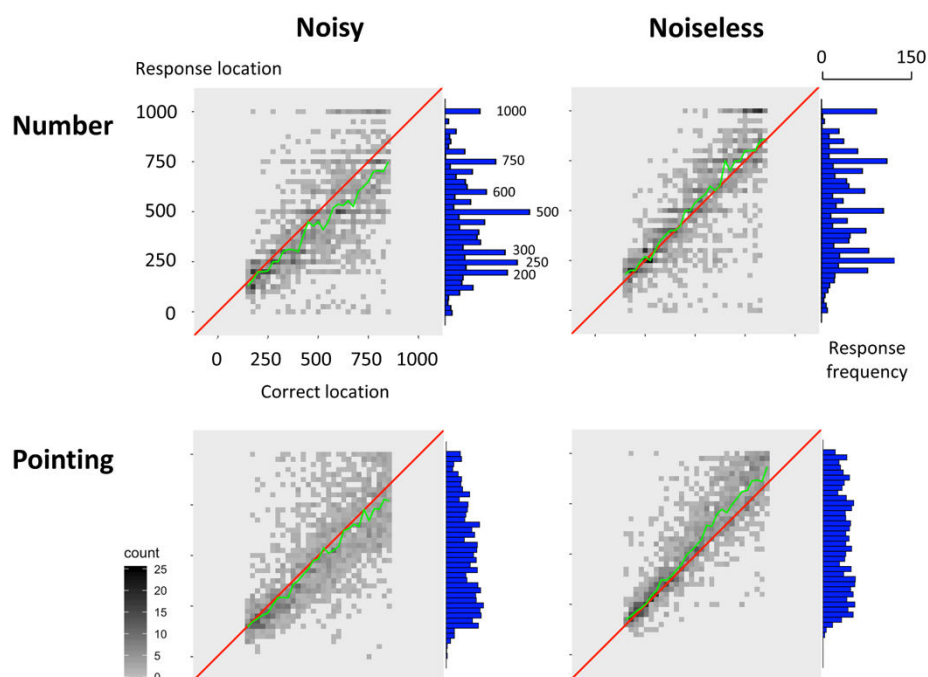 Noisy Noiseless
Response location
0 150
Number
1000
750
500
250
0
1000
750
600
500
300
250
200
0 250 500 750 1000
Correct location
Response
frequency
Pointing
count
25
20
15
10
5
0